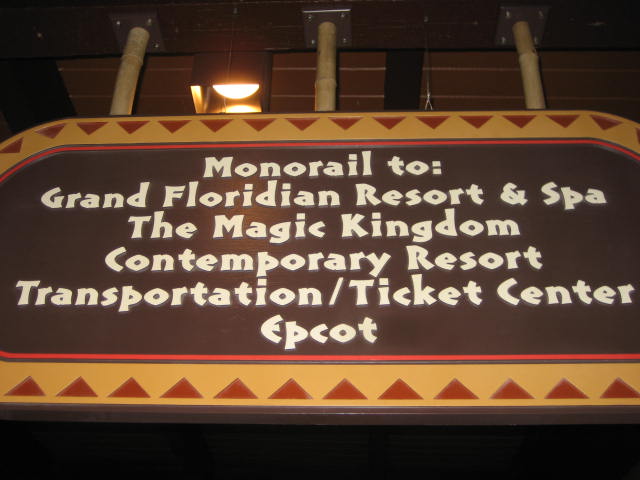 Monorail to:
Grand Floridian Resort & Spa
The Magic Kingdom
Contemporary Resort
Transportation/Ticket Center
Epcot